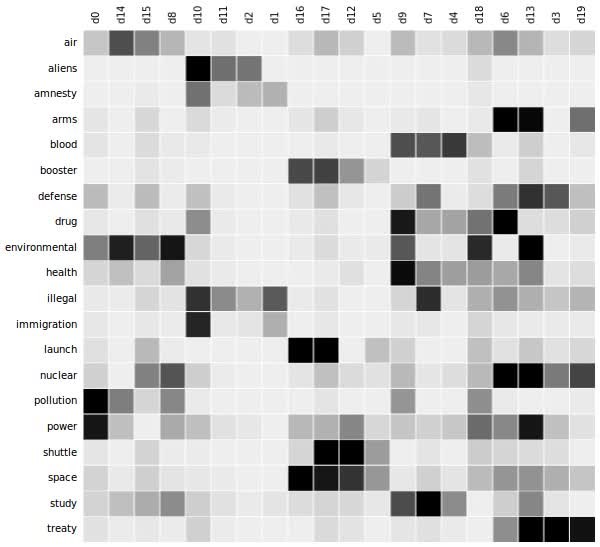 d0 d14 d15 d8 d10 d11 d2 d1 d16 d17 d12 d5 d9 d7 d4 d18 d6 d13 d3 d19
air
aliens
amnesty
arms
blood
booster
defense
drug
environmental
health
illegal
immigration
launch
nuclear
pollution
power
shuttle
space
study
treaty